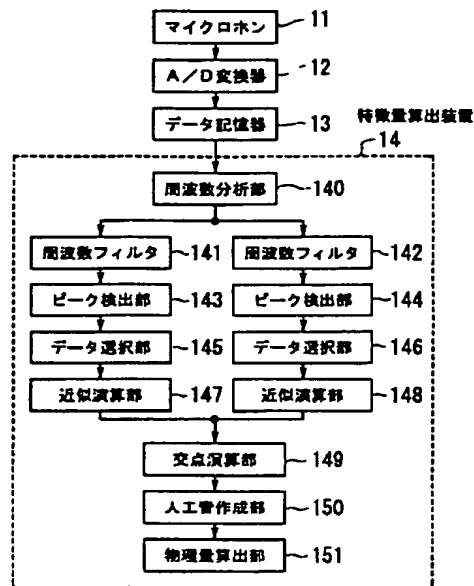 マイクロホン 11
A/D変換器 12
データ記憶器 13
特徴量算出装置
14
周波数分析部 140
周波数フィルタ 141 周波数フィルタ 142
ピーク検出部 143 ピーク検出部 144
データ選択部 145 データ選択部 146
近似演算部 147 近似演算部 148
交点演算部 149
人工音作成部 150
物理量算出部 151